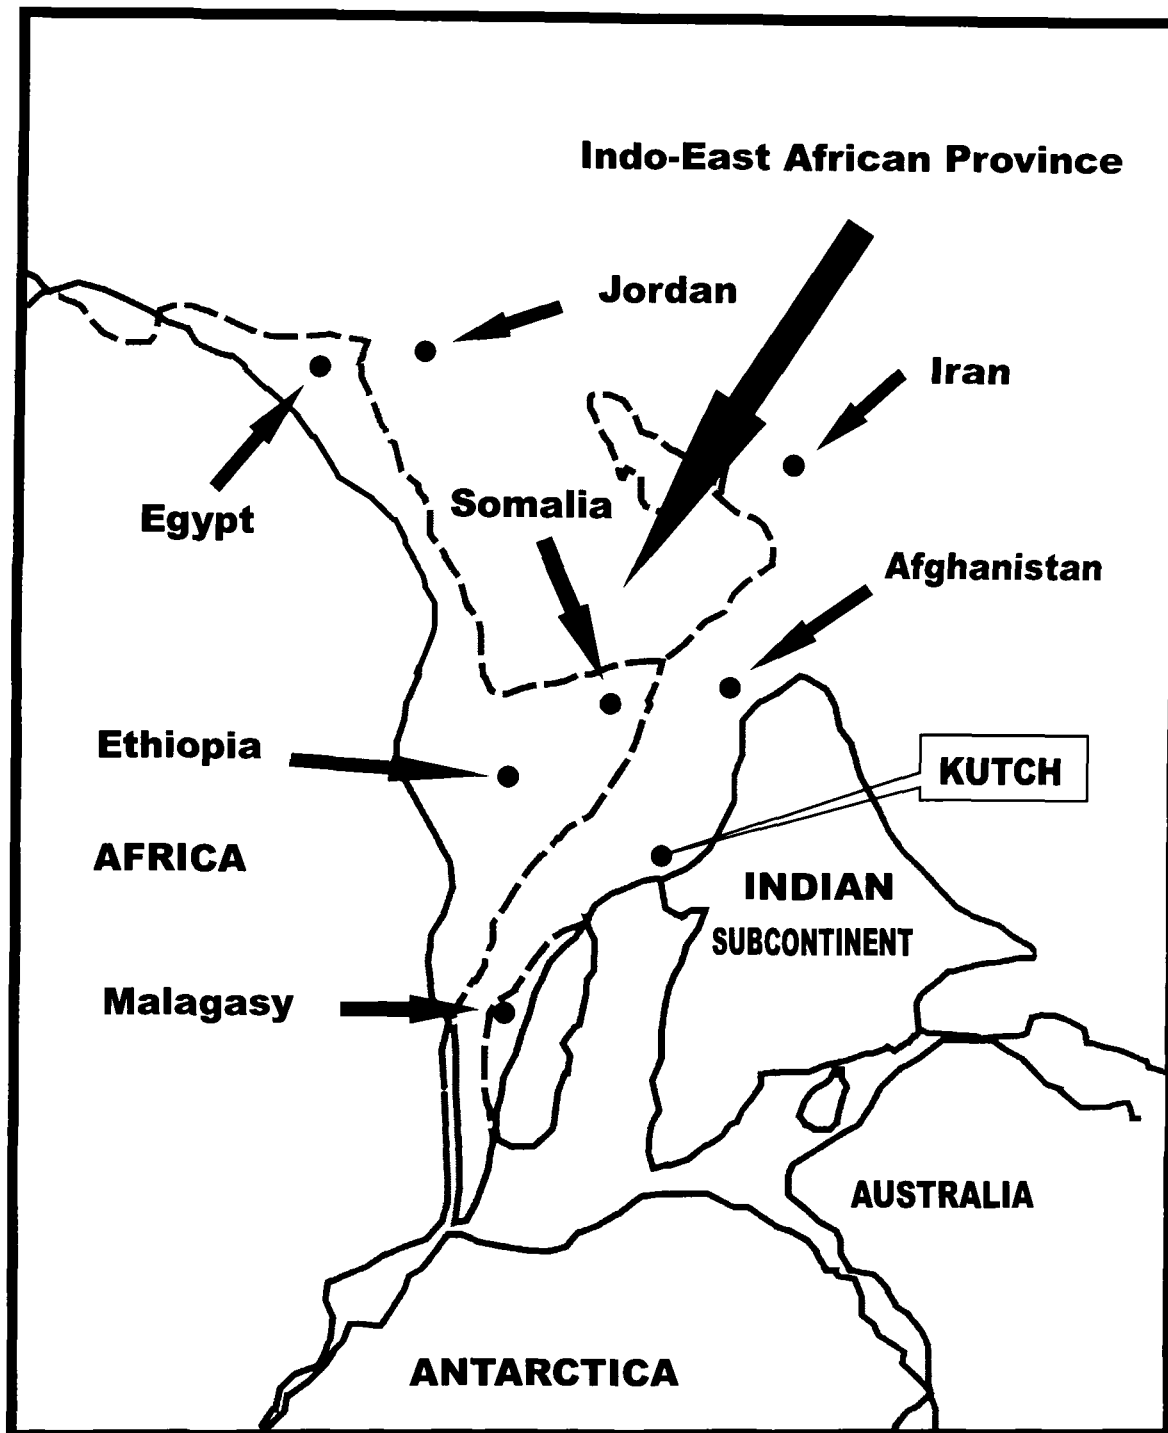 Indo-East African Province
Jordan
Iran
Somalia
Egypt
Afghanistan
Ethiopia
KUTCH
AFRICA
INDIAN
SUBCONTINENT
Malagasy
AUSTRALIA
ANTARCTICA